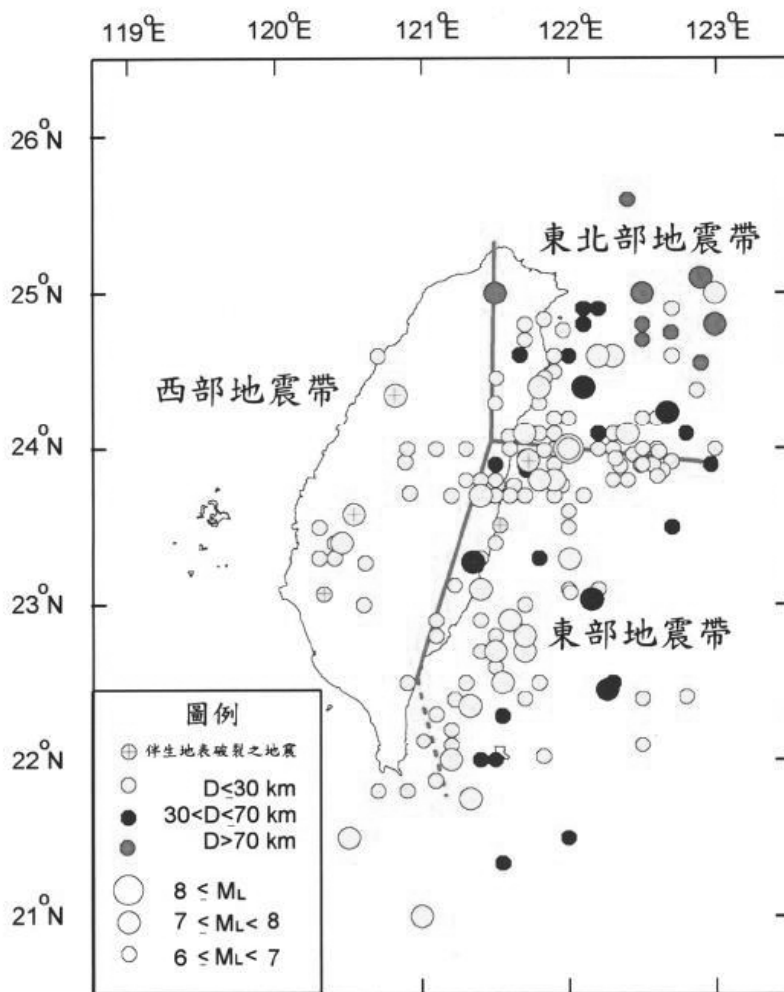 119°E 120°E 121°E 122°E 123°E
26°N
東北部地震帶
25°N
西部地震帶
24°N
23°N
東部地震帶
圖例
伴生地表破裂之地震
D≤30 km
22°N
30<D≤70 km
D>70 km
8 ≤ ML
21°N
7 ≤ ML< 8
6 ≤ ML< 7